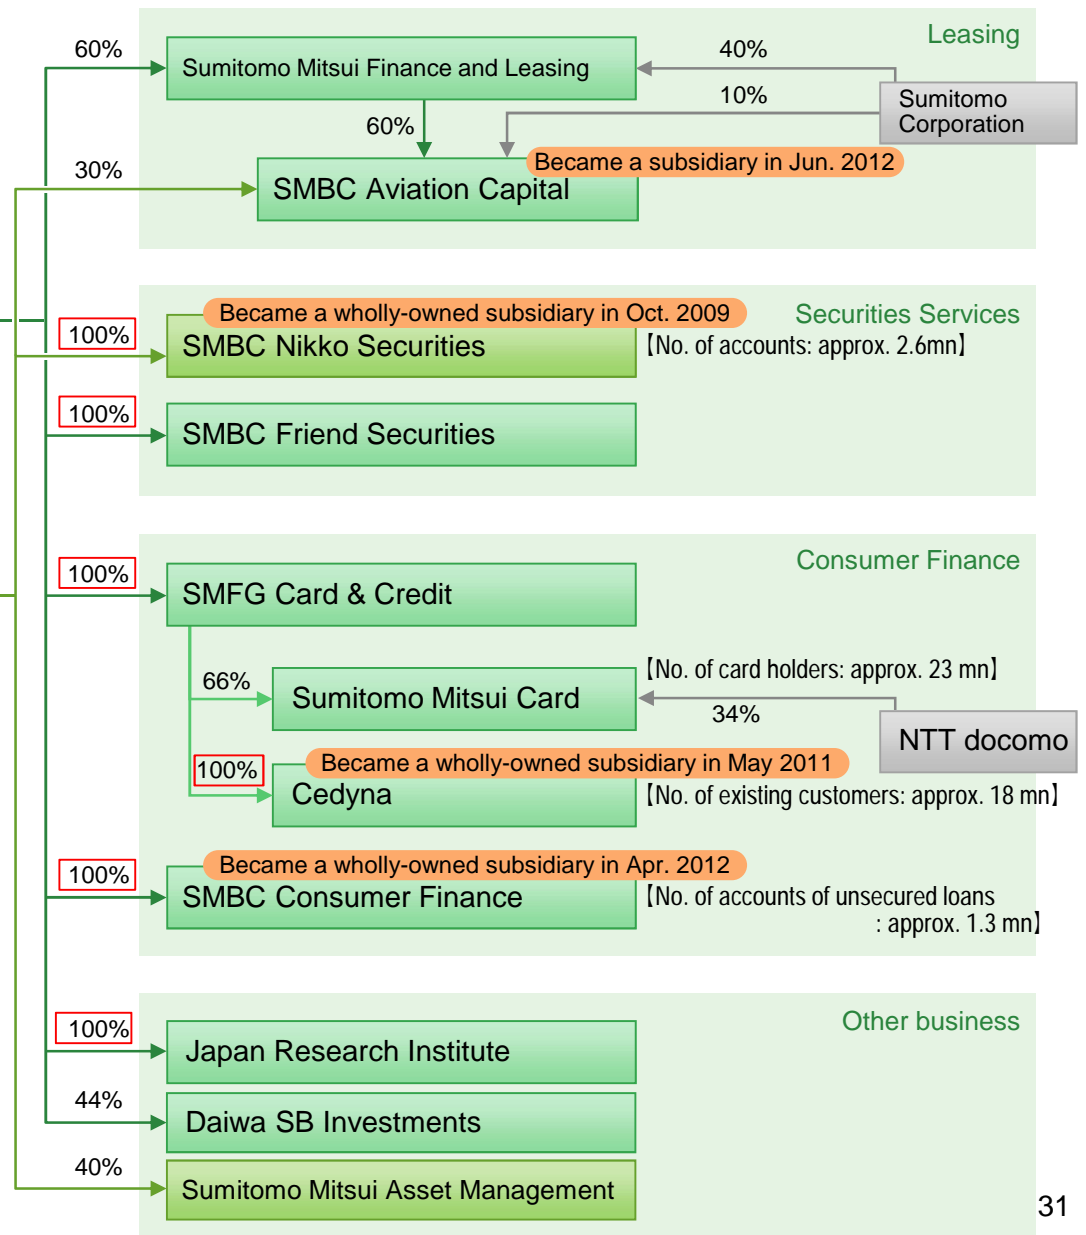 Leasing
60%
Sumitomo Mitsui Finance and Leasing
40%
10%
Sumitomo
Corporation
60%
Became a subsidiary in Jun. 2012
30%
SMBC Aviation Capital
Securities Services
Became a wholly-owned subsidiary in Oct. 2009
100%
SMBC Nikko Securities
【No. of accounts: approx. 2.6mn】
100%
SMBC Friend Securities
Consumer Finance
100%
SMFG Card & Credit
【No. of card holders: approx. 23 mn】
66%
Sumitomo Mitsui Card
34%
NTT docomo
Became a wholly-owned subsidiary in May 2011
100%
Cedyna
【No. of existing customers: approx. 18 mn】
Became a wholly-owned subsidiary in Apr. 2012
100%
SMBC Consumer Finance
【No. of accounts of unsecured loans
: approx. 1.3 mn】
Other business
100%
Japan Research Institute
44%
Daiwa SB Investments
40%
Sumitomo Mitsui Asset Management
31